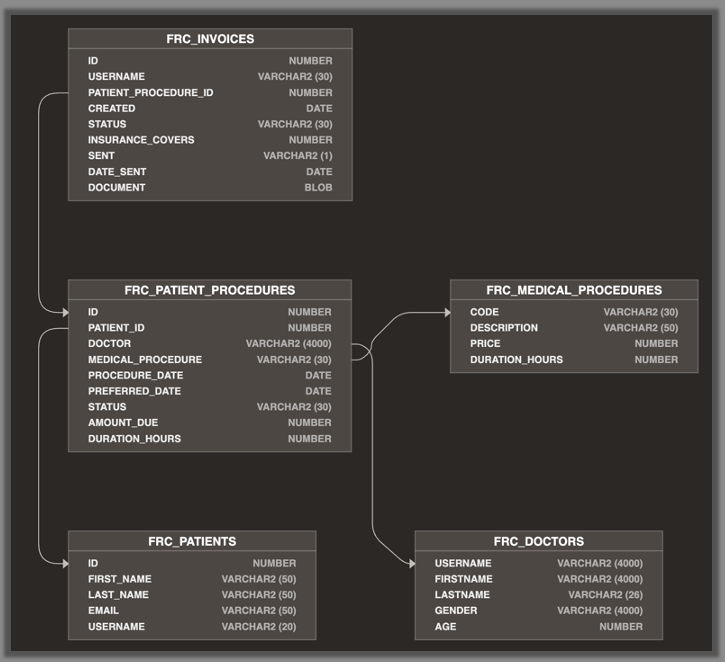 FRC_INVOICES
ID NUMBER
USERNAME VARCHAR2 (30)
PATIENT_PROCEDURE_ID NUMBER
CREATED DATE
STATUS VARCHAR2 (30)
INSURANCE_COVERS NUMBER
SENT VARCHAR2 (1)
DATE_SENT DATE
DOCUMENT BLOB
FRC_PATIENT_PROCEDURES
ID NUMBER
PATIENT_ID NUMBER
DOCTOR VARCHAR2 (4000)
MEDICAL_PROCEDURE VARCHAR2 (30)
PROCEDURE_DATE DATE
PREFERRED_DATE DATE
STATUS VARCHAR2 (30)
AMOUNT_DUE NUMBER
DURATION_HOURS NUMBER
FRC_MEDICAL_PROCEDURES
CODE VARCHAR2 (30)
DESCRIPTION VARCHAR2 (50)
PRICE NUMBER
DURATION_HOURS NUMBER
FRC_PATIENTS
ID NUMBER
FIRST_NAME VARCHAR2 (50)
LAST_NAME VARCHAR2 (50)
EMAIL VARCHAR2 (50)
USERNAME VARCHAR2 (20)
FRC_DOCTORS
USERNAME VARCHAR2 (4000)
FIRSTNAME VARCHAR2 (4000)
LASTNAME VARCHAR2 (26)
GENDER VARCHAR2 (4000)
AGE NUMBER